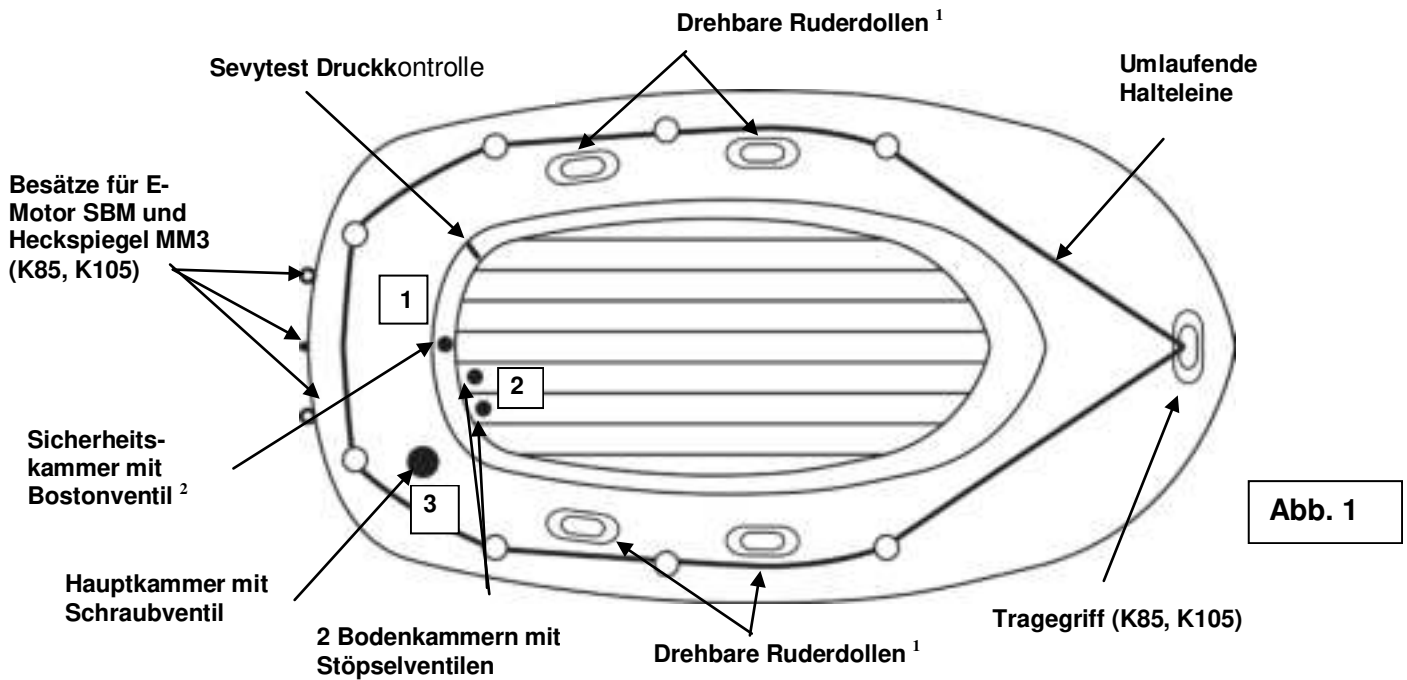 Drehbare Ruderdollen ¹
Sevytest Druckkontrolle
Umlaufende
Halteleine
Besätze für E-
Motor SBM und
Heckspiegel MM3
(K85, K105)
1
2
Sicherheits-
kammer mit
Bostonventil ²
3
Abb. 1
Hauptkammer mit
Schraubventil
2 Bodenkammern mit
Stöpselventilen
Drehbare Ruderdollen ¹
Tragegriff (K85, K105)